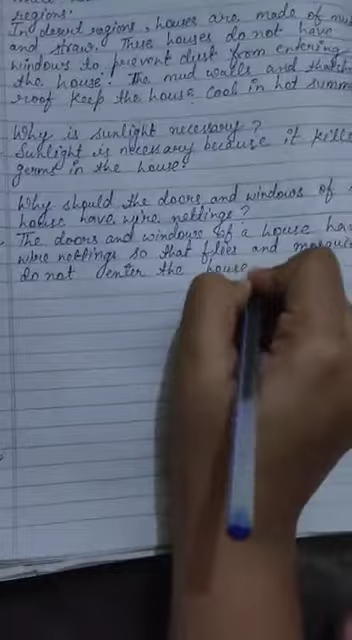 regions.
In desert regions, houses are made of mud
and straw. These houses do not have
windows to prevent dust from entering
the house. The mud walls and thatch
roof keep the house cool in hot summ
Why is sunlight necessary?
Sunlight is necessary because it kills
germs in the house.
Why should the doors and windows of
house have wire nettings?
The doors and windows of a house hav
wire nettings so that flies and mosqui
do not enter the house